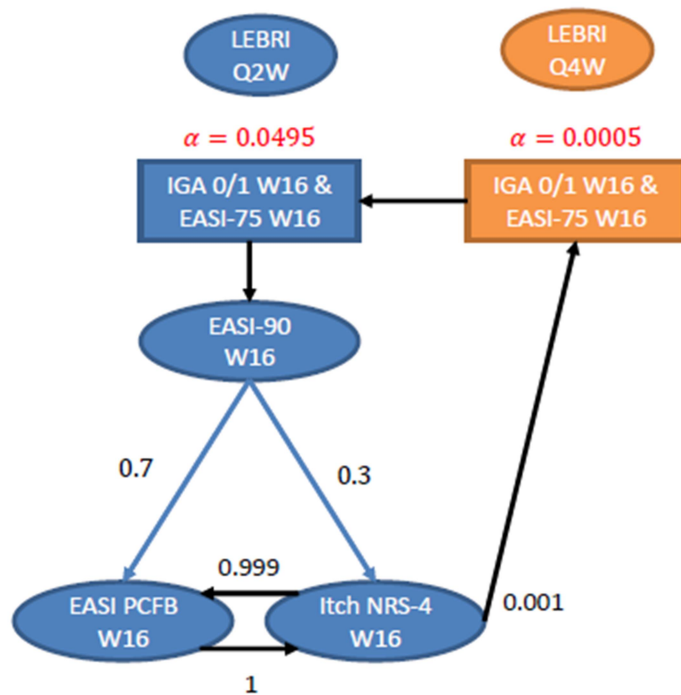 LEBRI
Q2W
LEBRI
Q4W
α = 0.0495
α = 0.0005
IGA 0/1 W16 &
EASI-75 W16
IGA 0/1 W16 &
EASI-75 W16
EASI-90
W16
0.7
0.3
0.999
EASI PCFB
W16
Itch NRS-4
W16
0.001
1